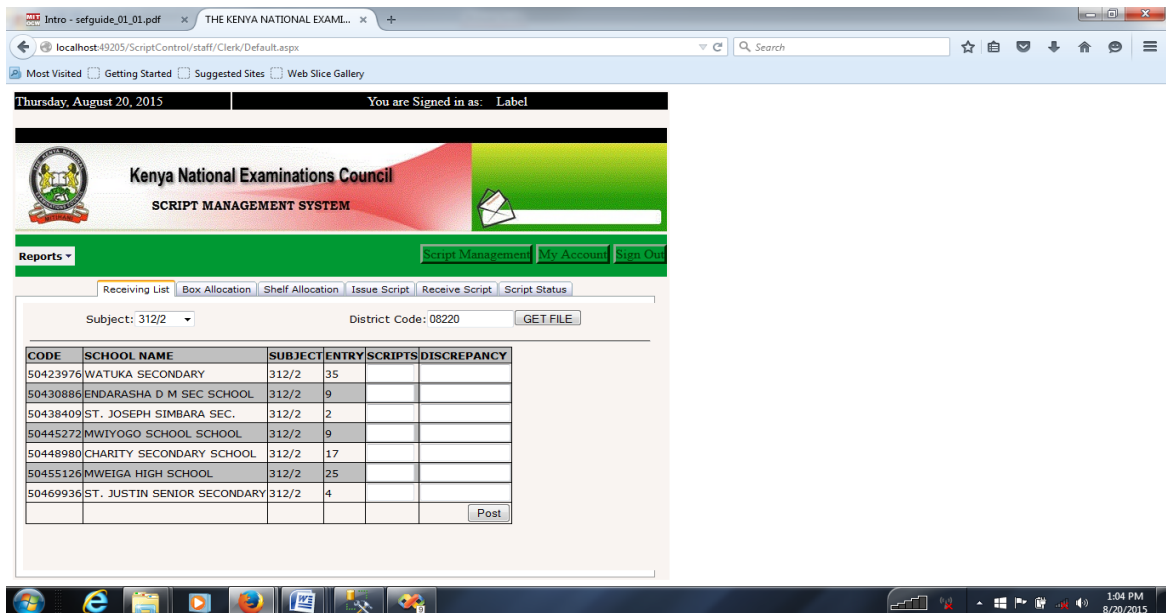 Intro - sefguide_01_01.pdf × THE KENYA NATIONAL EXAMI... × +
localhost:49205/ScriptControl/staff/Clerk/Default.aspx Search
Most Visited Getting Started Suggested Sites Web Slice Gallery
Thursday, August 20, 2015 You are Signed in as: Label
Kenya National Examinations Council
SCRIPT MANAGEMENT SYSTEM
Reports Script Management My Account Sign Out
Receiving List Box Allocation Shelf Allocation Issue Script Receive Script Script Status
Subject: 312/2 District Code: 08220 GET FILE
CODE SCHOOL NAME SUBJECT ENTRY SCRIPTS DISCREPANCY
50423976 WATUKA SECONDARY 312/2 35
50430886 ENDARASHA D M SEC SCHOOL 312/2 9
50438409 ST. JOSEPH SIMBARA SEC. 312/2 2
50445272 MWIYOGO SCHOOL SCHOOL 312/2 9
50448980 CHARITY SECONDARY SCHOOL 312/2 17
50455126 MWEIGA HIGH SCHOOL 312/2 25
50469936 ST. JUSTIN SENIOR SECONDARY 312/2 4
Post
1:04 PM
8/20/2015